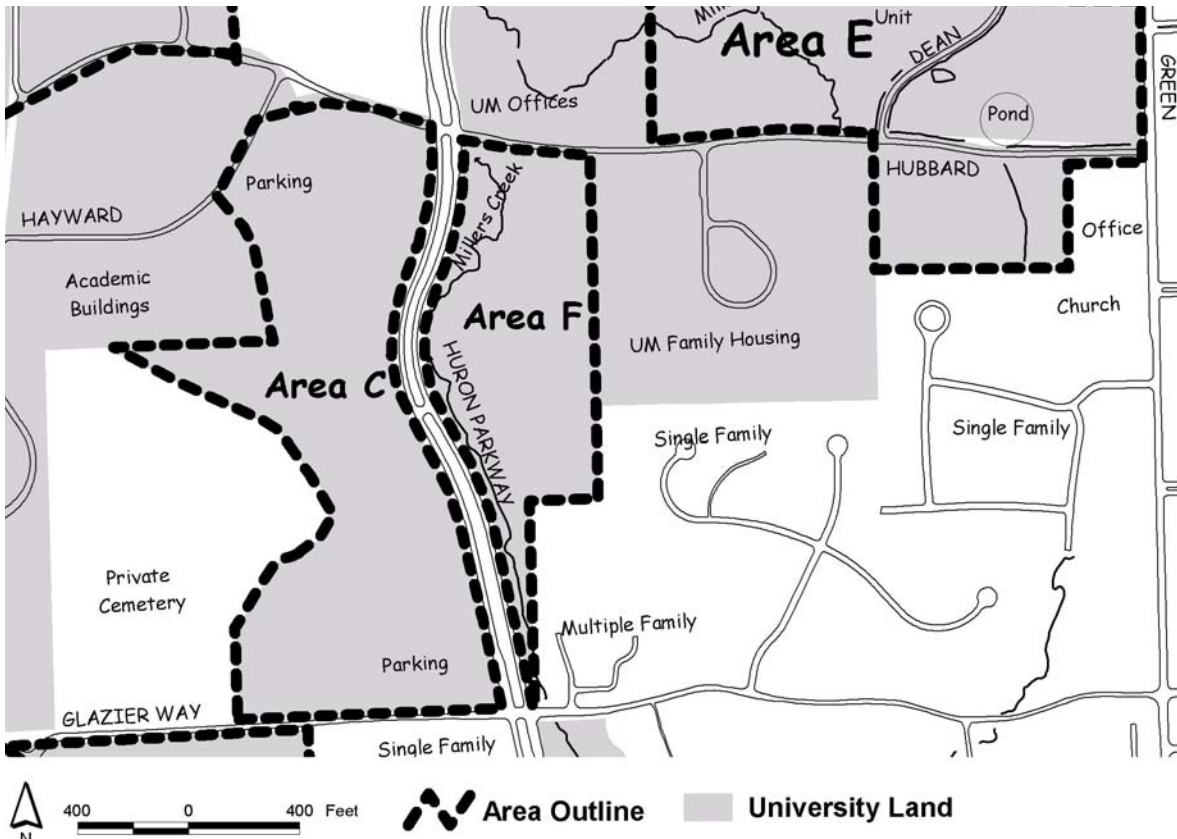 Unit
Area E
DEAN
GREEN
UM Offices
Pond
Parking
HUBBARD
HAYWARD
Millers Creek
Office
Academic
Buildings
Church
Area F
UM Family Housing
Area C
HURON PARKWAY
Single Family
Single Family
Private
Cemetery
Multiple Family
Parking
GLAZIER WAY
Single Family
400 0 400 Feet
Area Outline
University Land